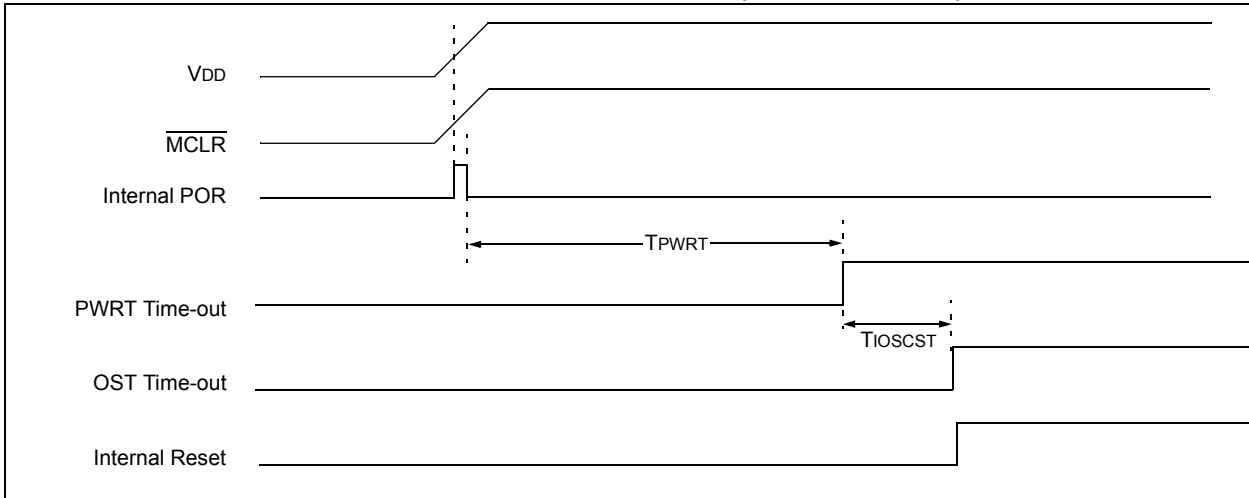 VDD
MCLR
Internal POR
TPWRT
PWRT Time-out
TIOSCST
OST Time-out
Internal Reset